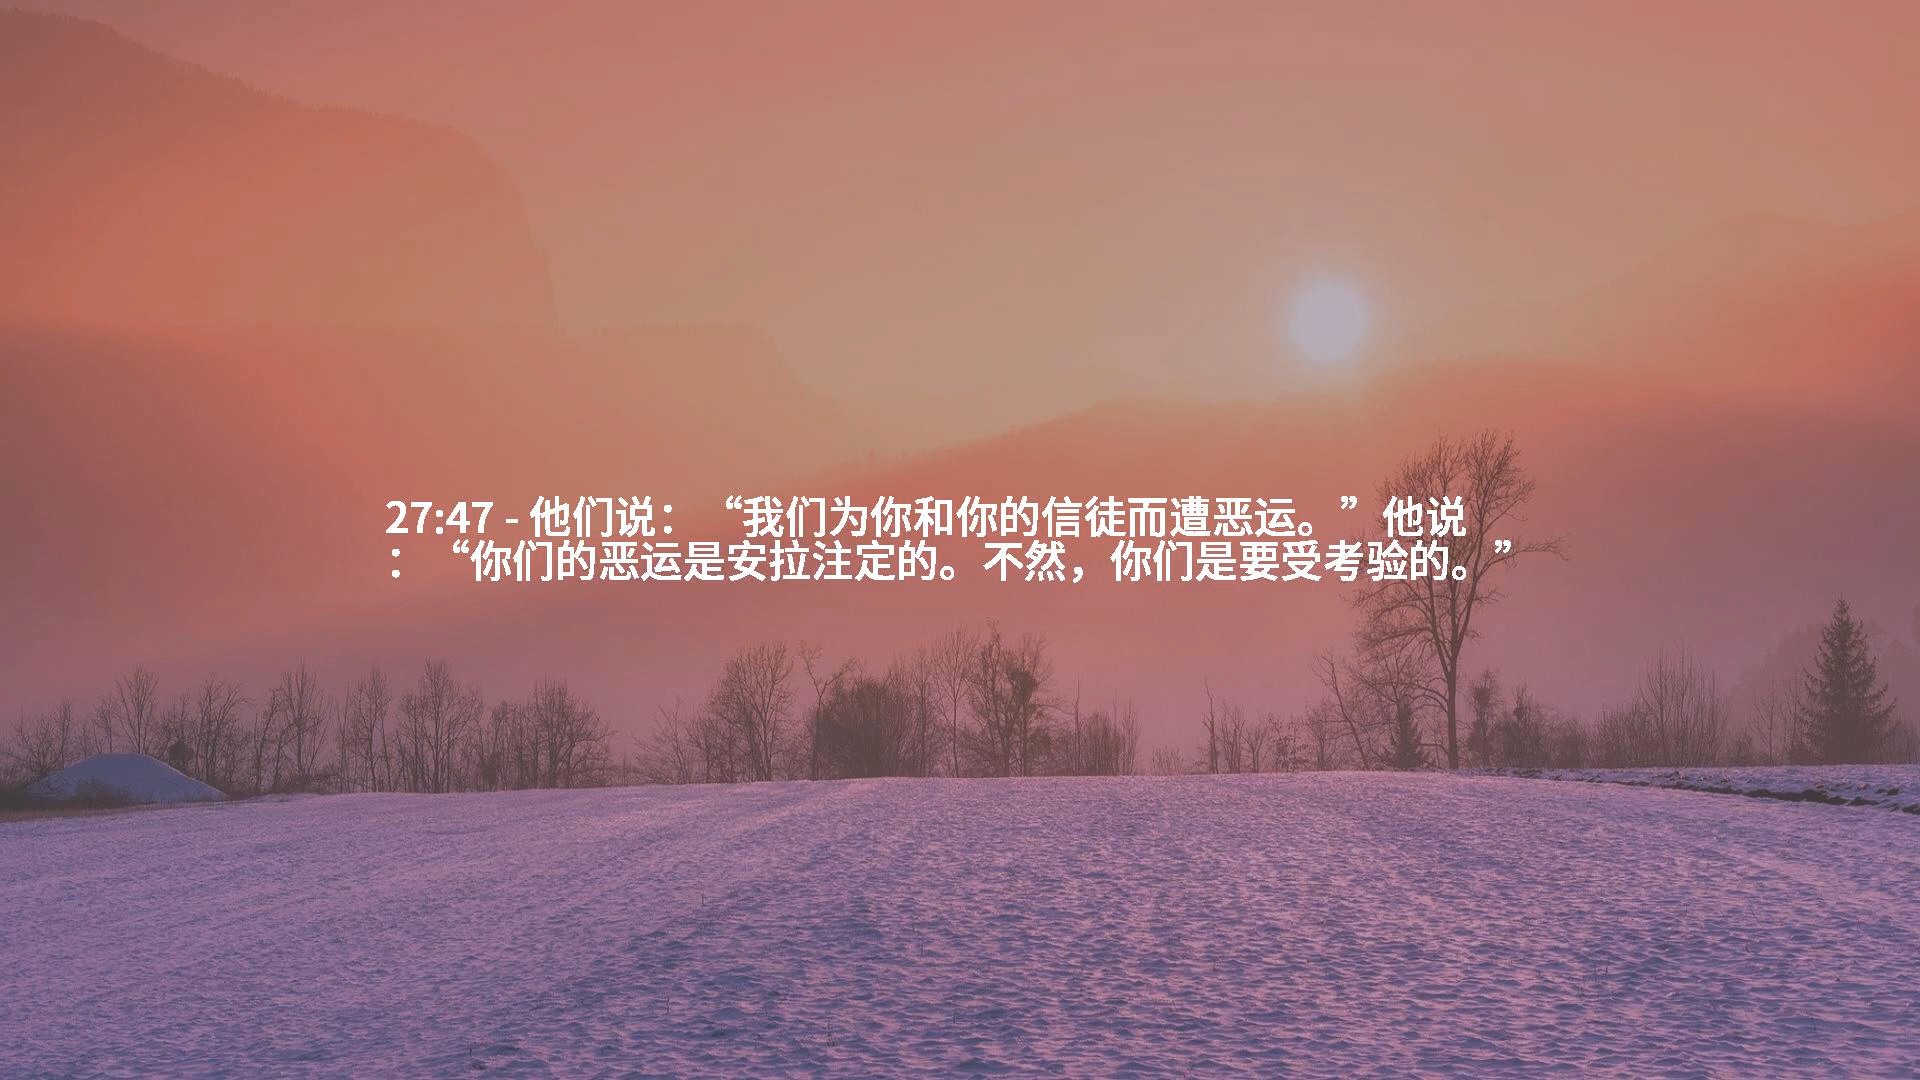 27:47 - 他们说：“我们为你和你的信徒而遭恶运。”他说
：“你们的恶运是安拉注定的。不然，你们是要受考验的。”